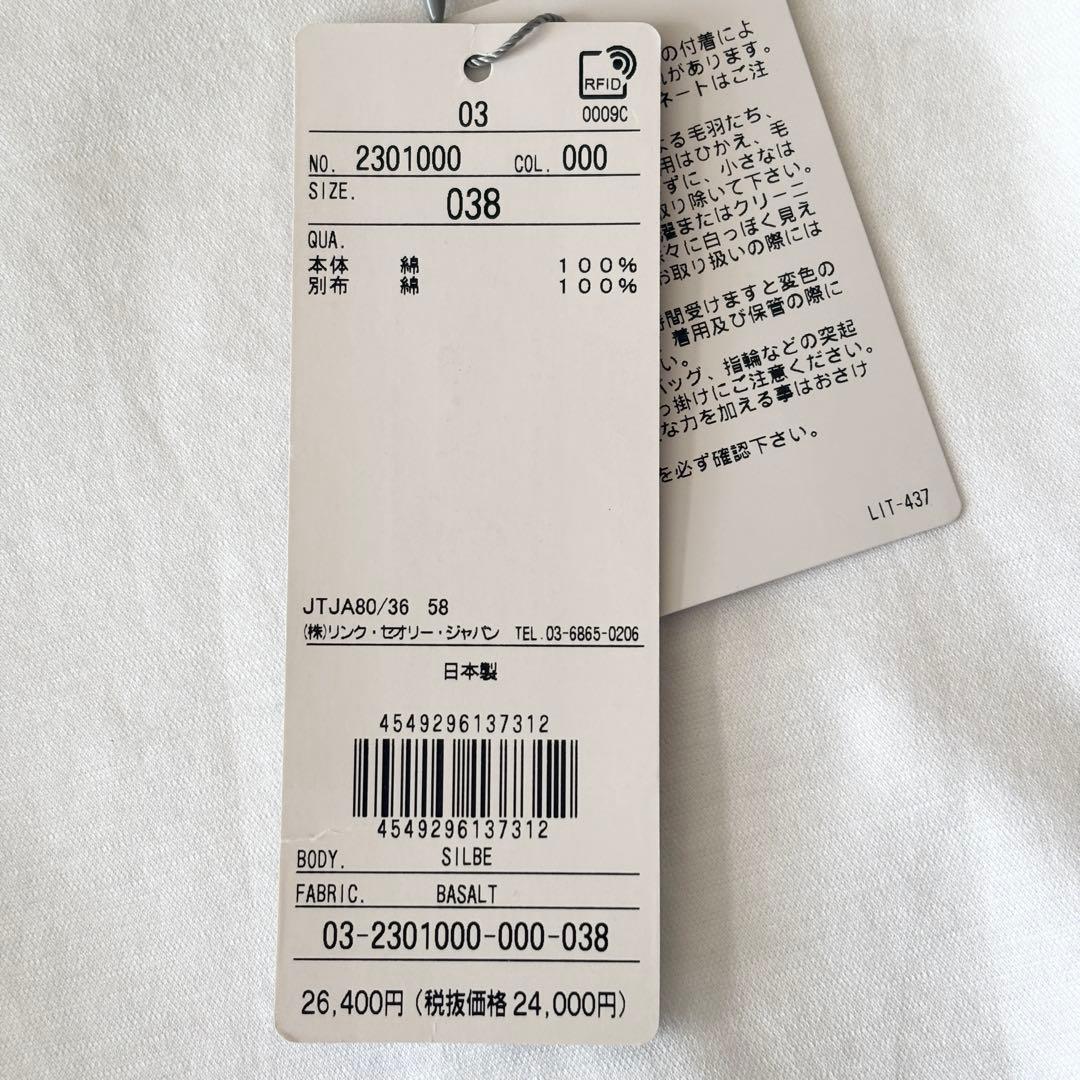 RFID
0009C
03
NO. 2301000 COL. 000
SIZE.
038
QUA.
本体 綿 100%
別布 綿 100%
JTJA80/36 58
(株)リンク・セオリー・ジャパン TEL.03-6865-0206
日本製
4549296137312
4549296137312
BODY. SILBE
FABRIC. BASALT
03-2301000-000-038
26,400円(税抜価格24,000円)
の付着によ
があります。
ネートはご注
る毛羽たち、
用はひかえ、毛
ずに、小さなは
取り除いて下さい。
濯またはクリーニ
々に白っぽく見え
お取り扱いの際には
時間受けますと変色の
着用及び保管の際に
い。
バッグ、指輪などの突起
っ掛けにご注意ください。
な力を加える事はおさけ
を必ず確認下さい。
LIT-437